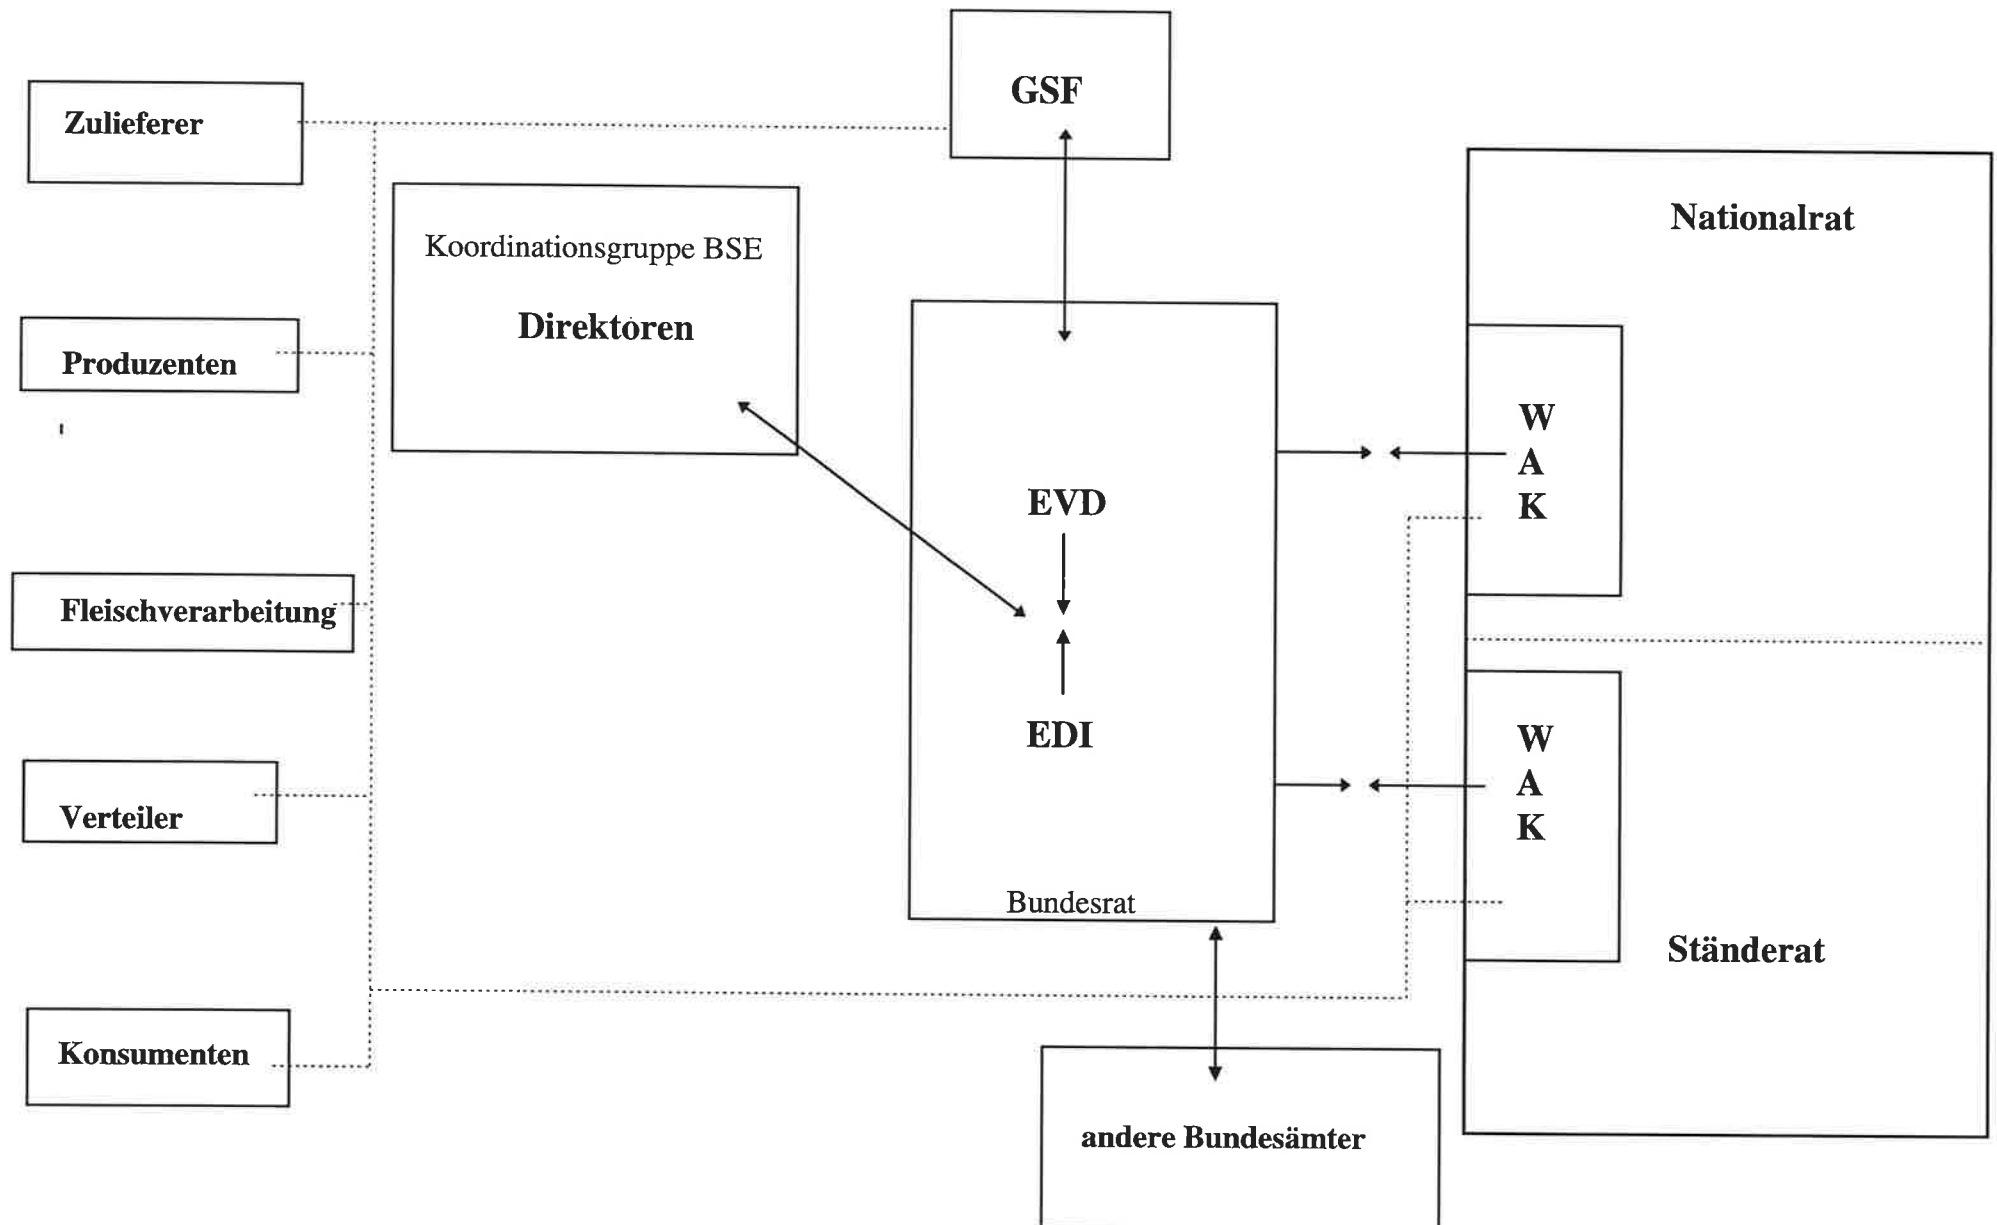 GSF
Zulieferer
Koordinationsgruppe BSE
Direktoren
Produzenten
Fleischverarbeitung
Verteiler
Konsumenten
EVD
EDI
Bundesrat
andere Bundesämter
Nationalrat
W
A
K
W
A
K
Ständerat